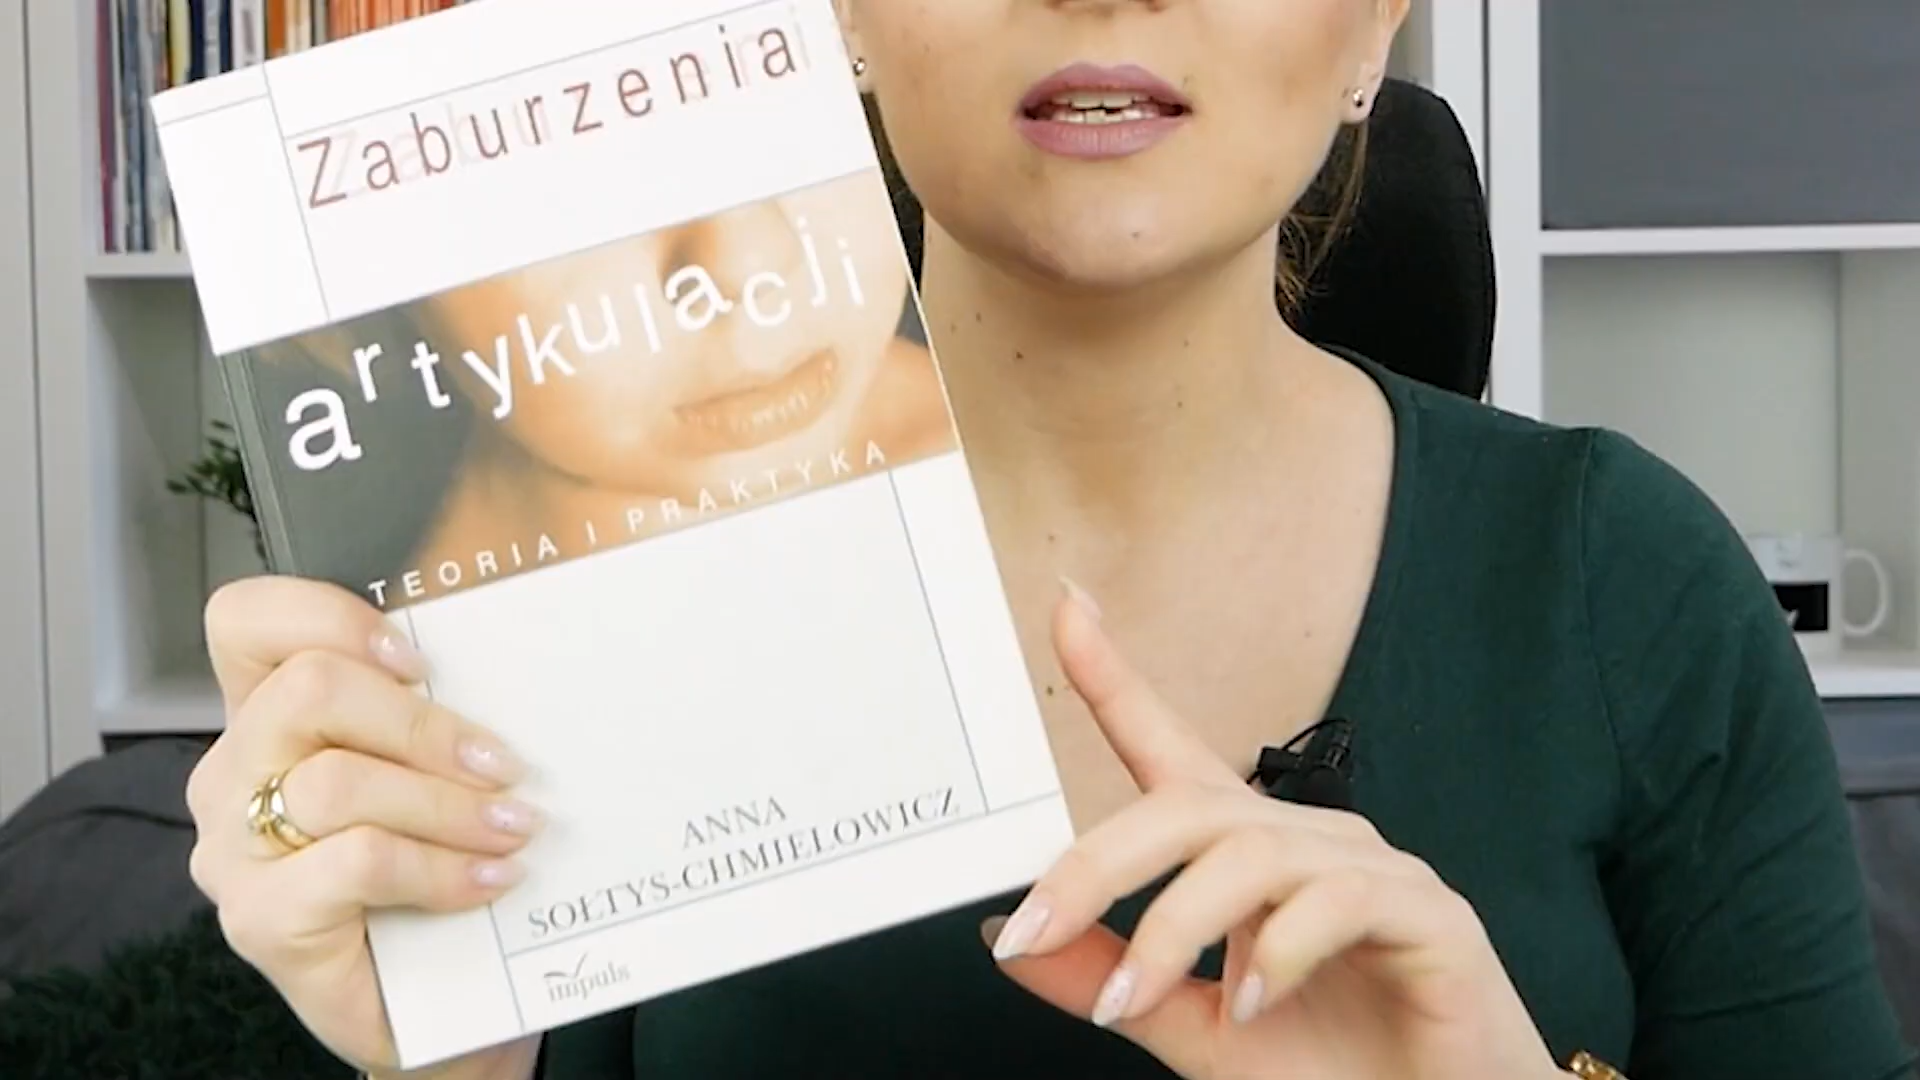 Zaburzenia
artykulacji
TEORIA I PRAKTYKA
ANNA
SOŁTYS-CHMIELOWICZ
impuls